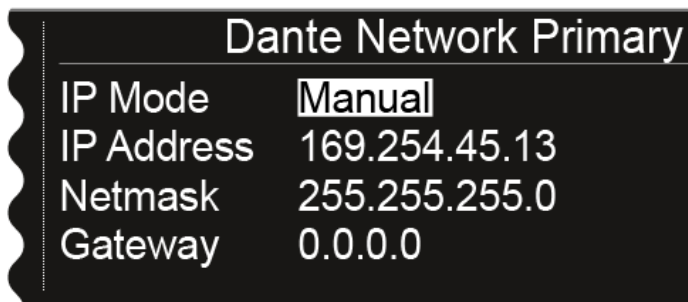 Dante Network Primary
IP Mode Manual
IP Address 169.254.45.13
Netmask 255.255.255.0
Gateway 0.0.0.0